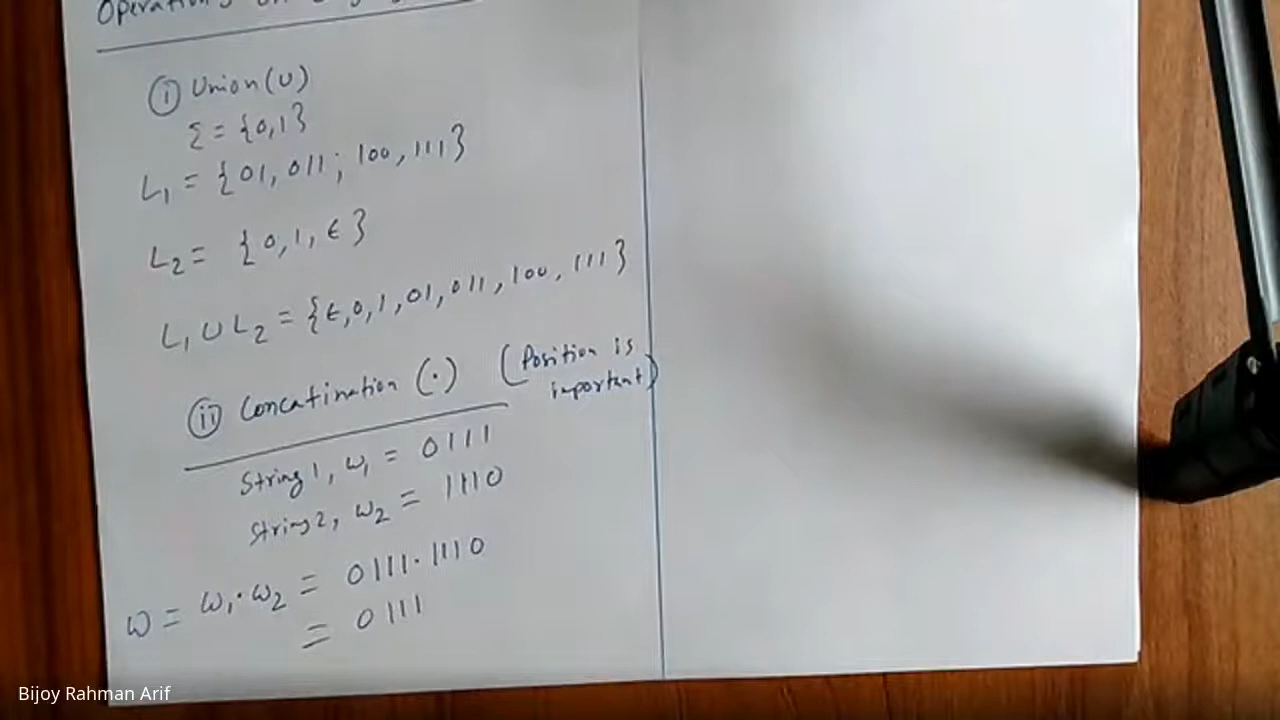 Operations on
① Union (∪)
Σ = {0,1}
L₁ = {01, 011, 100, 111}
L₂ = {0, 1, ϵ}
L₁ ∪ L₂ = {ϵ, 0, 1, 01, 011, 100, 111}
ⓘⓘ Concatination (·) (Position is
important)
String 1, ω₁ = 0111
String 2, ω₂ = 1110
ω = ω₁·ω₂ = 0111·1110
= 0111
Bijoy Rahman Arif